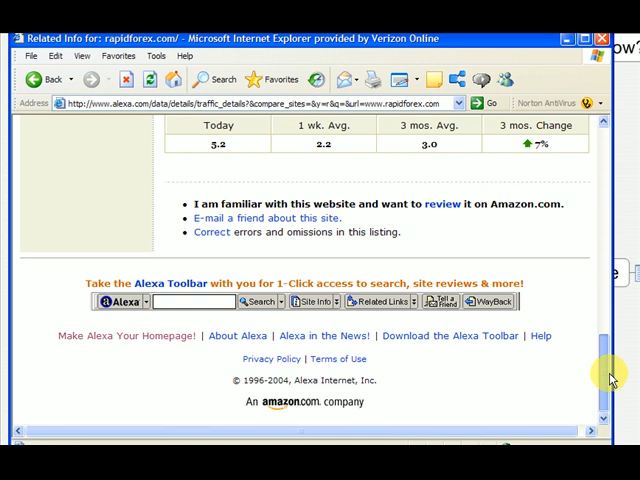 Related Info for: rapidforex.com/ - Microsoft Internet Explorer provided by Verizon Online
File Edit View Favorites Tools Help
Back Search Favorites
Address http://www.alexa.com/data/details/traffic_details?&compare_sites=&y=r&q=&url=www.rapidforex.com Go Norton AntiVirus
Today 1 wk. Avg. 3 mos. Avg. 3 mos. Change
5.2 2.2 3.0 7%
• I am familiar with this website and want to review it on Amazon.com.
• E-mail a friend about this site.
• Correct errors and omissions in this listing.
Take the Alexa Toolbar with you for 1-Click access to search, site reviews & more!
Alexa Search Site Info Related Links Tell a Friend WayBack
Make Alexa Your Homepage! | About Alexa | Alexa in the News! | Download the Alexa Toolbar | Help
Privacy Policy | Terms of Use
© 1996-2004, Alexa Internet, Inc.
An amazon.com company